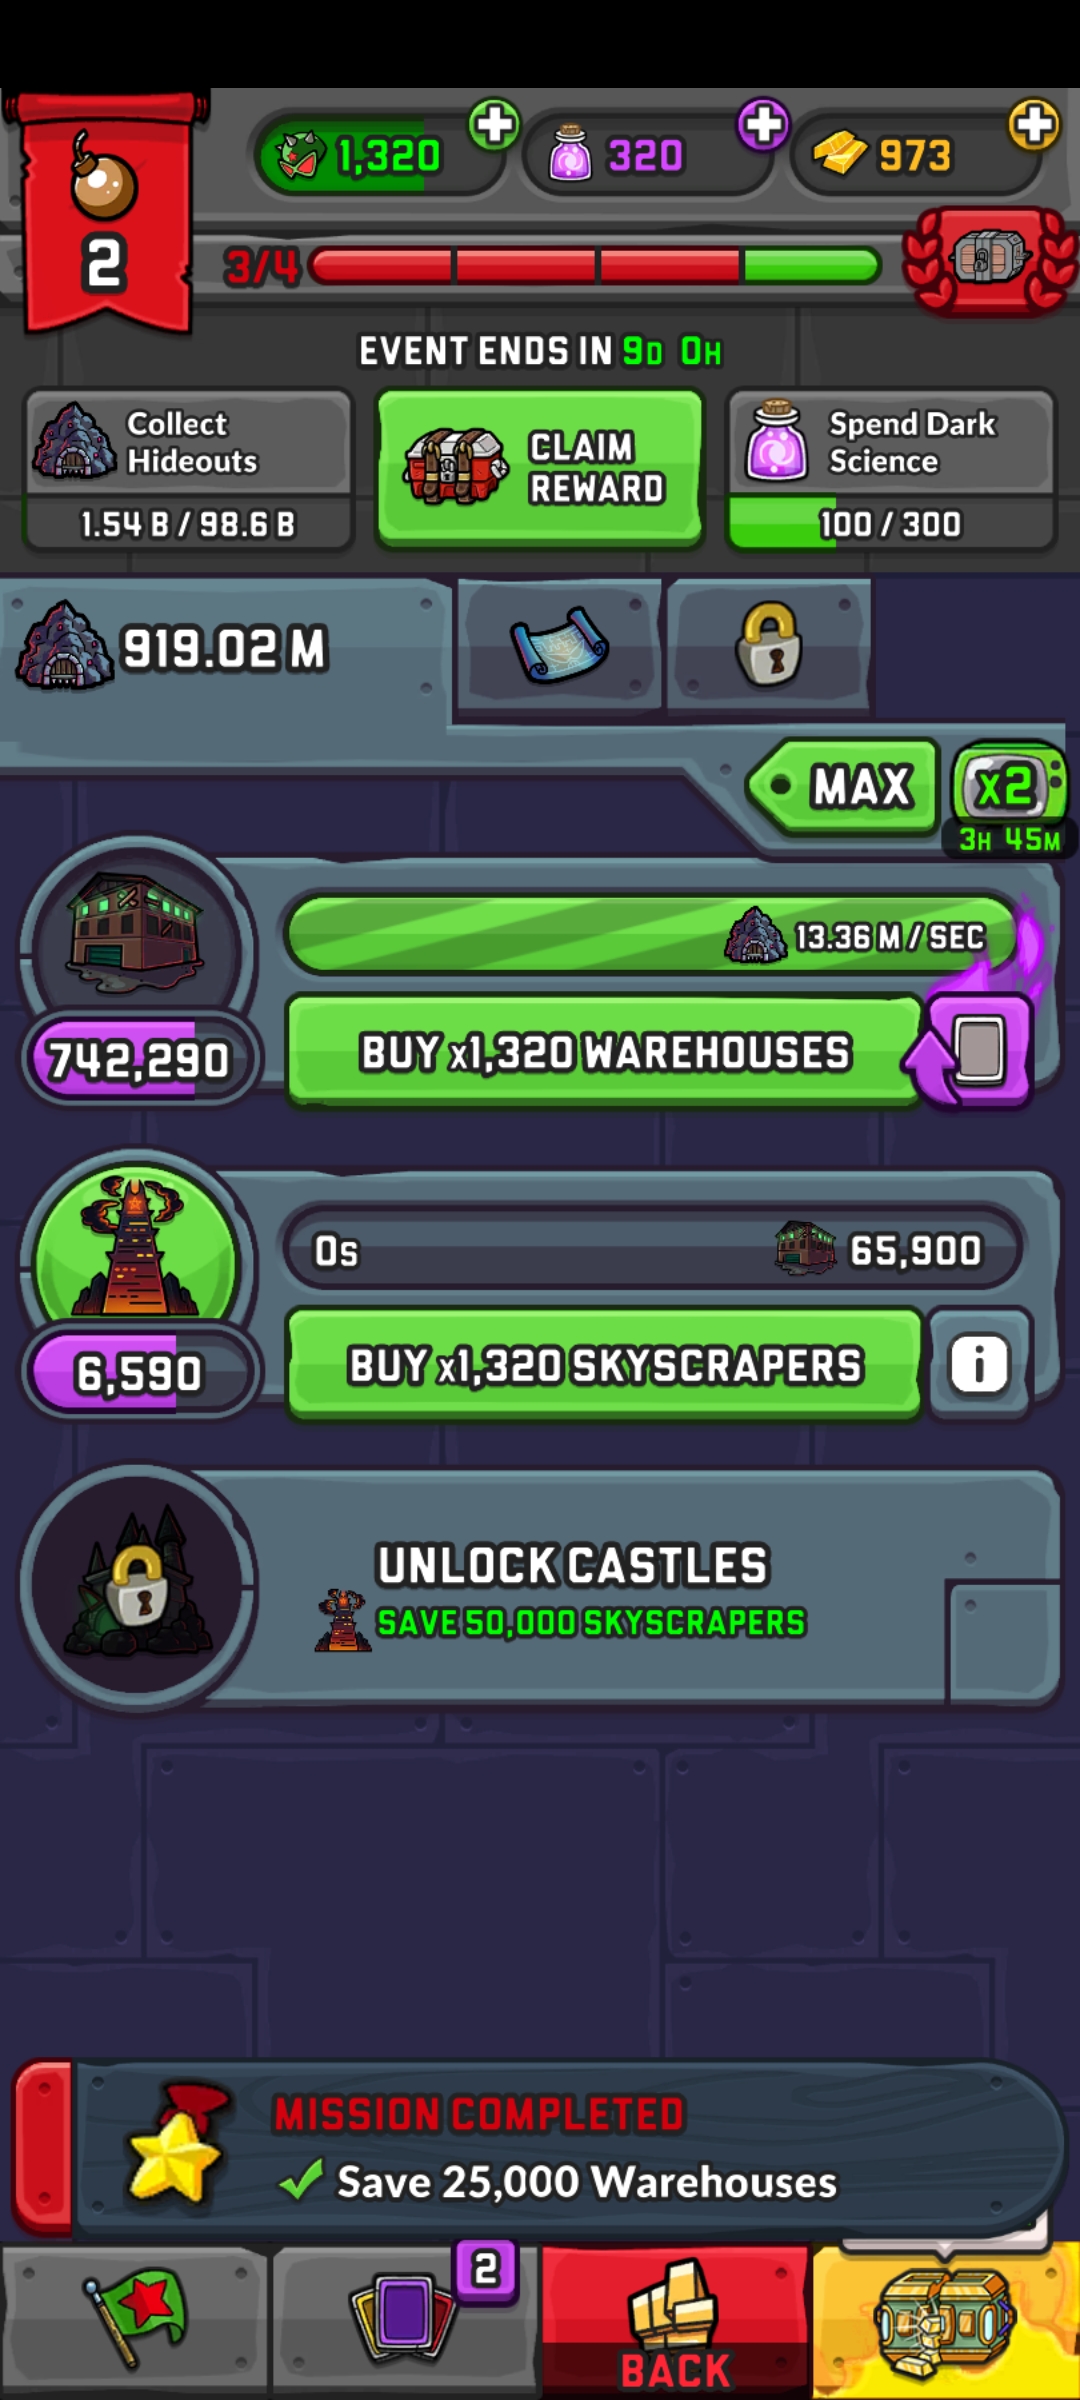 1,320
320
973
2
3/4
EVENT ENDS IN 9D 0H
Collect
Hideouts
1.54 B / 98.6 B
CLAIM
REWARD
Spend Dark
Science
100 / 300
919.02 M
MAX
x2
3H 45M
13.36 M / SEC
742,290
BUY x1,320 WAREHOUSES
0s
65,900
6,590
BUY x1,320 SKYSCRAPERS
i
UNLOCK CASTLES
SAVE 50,000 SKYSCRAPERS
MISSION COMPLETED
Save 25,000 Warehouses
2
BACK